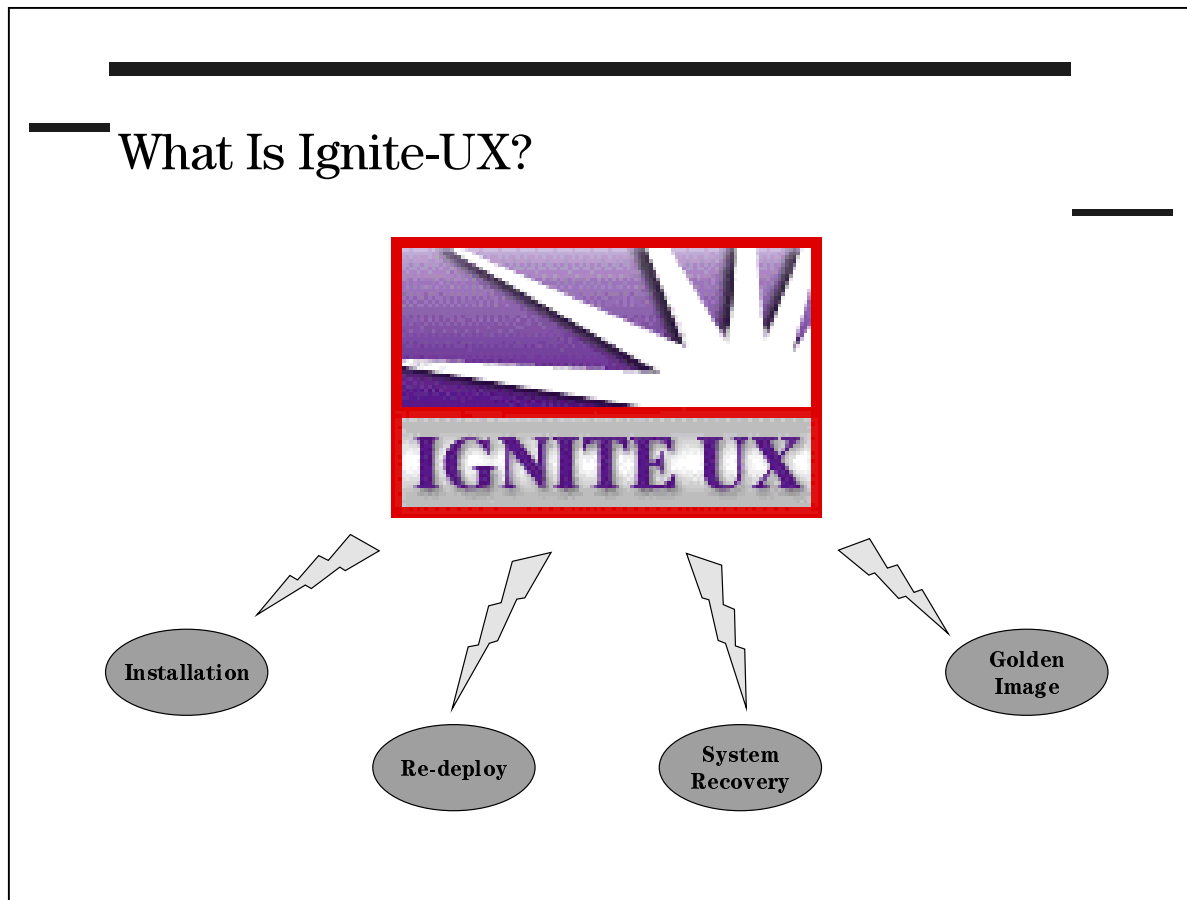 What Is Ignite-UX?
IGNITE UX
Installation
Re-deploy
System
Recovery
Golden
Image